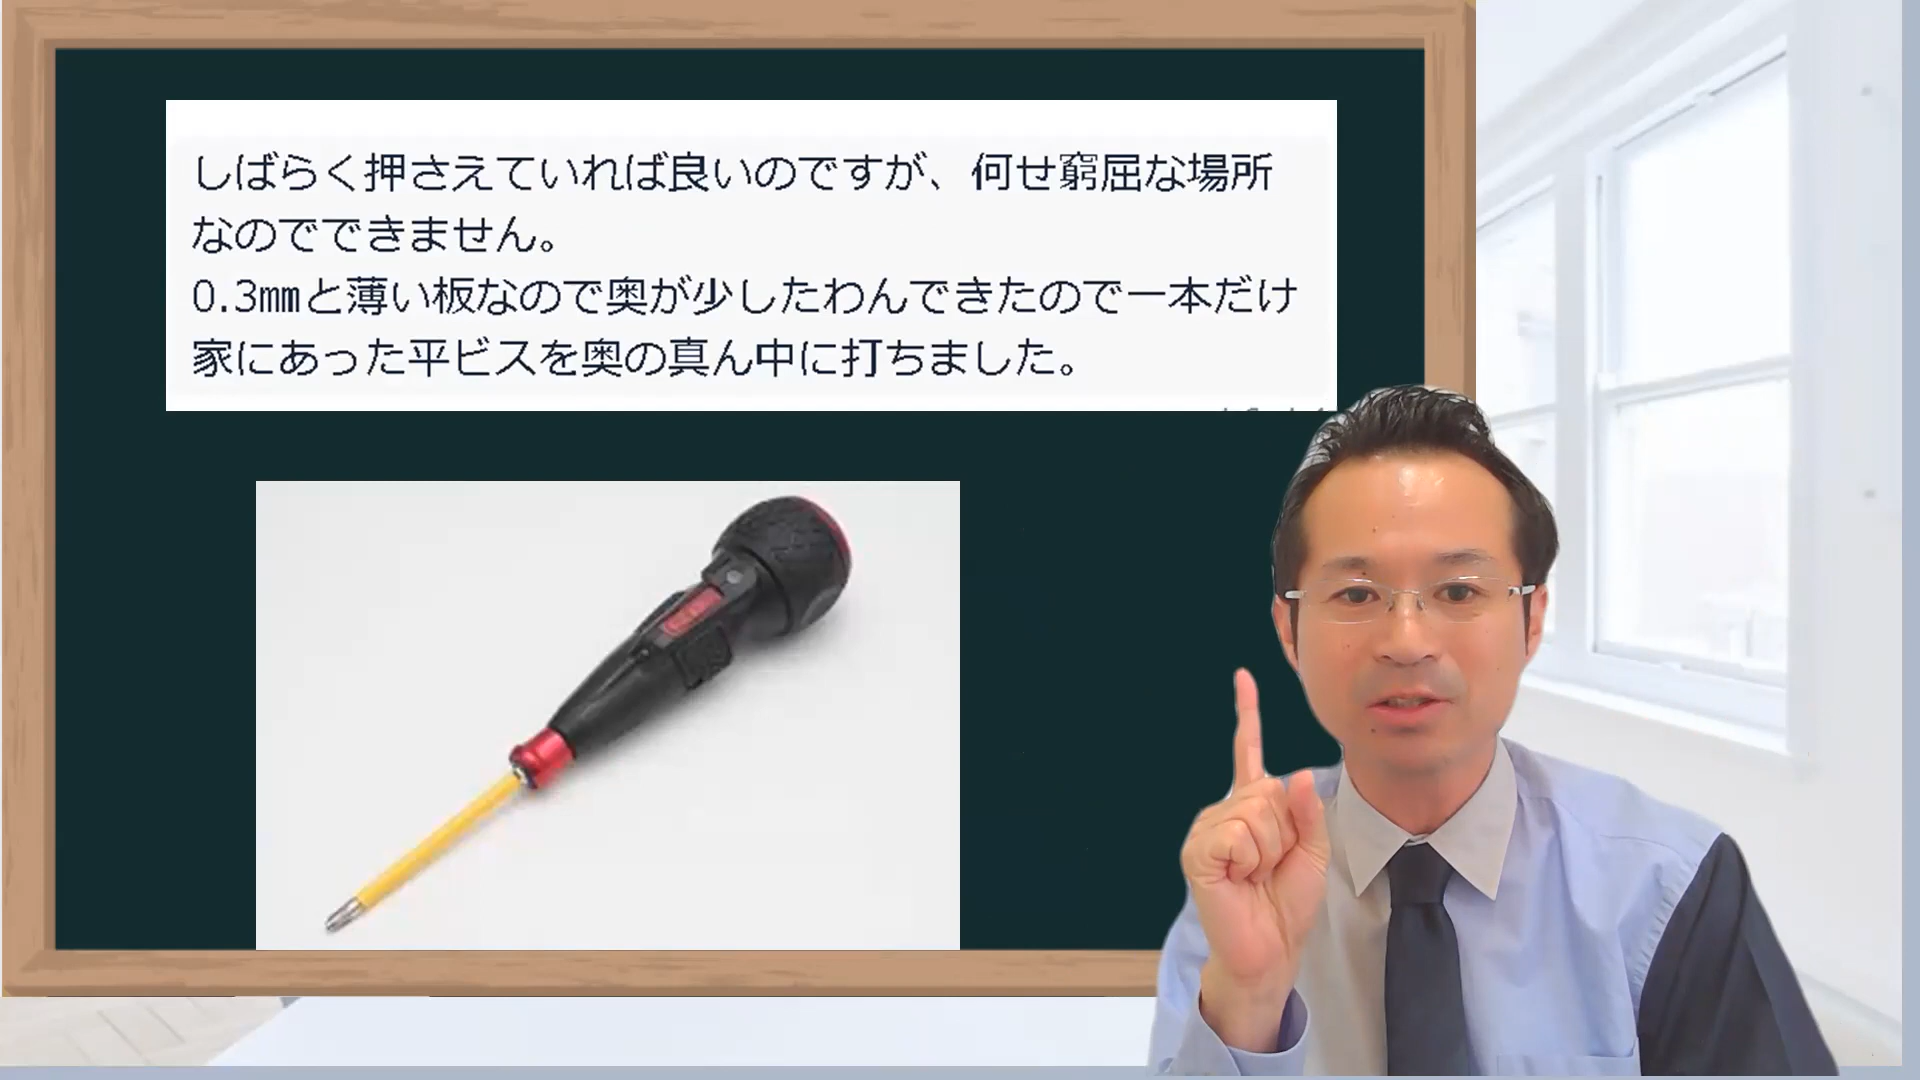 しばらく押さえていれば良いのですが、何せ窮屈な場所
なのでできません。
0.3㎜と薄い板なので奥が少したわんできたので一本だけ
家にあった平ビスを奥の真ん中に打ちました。